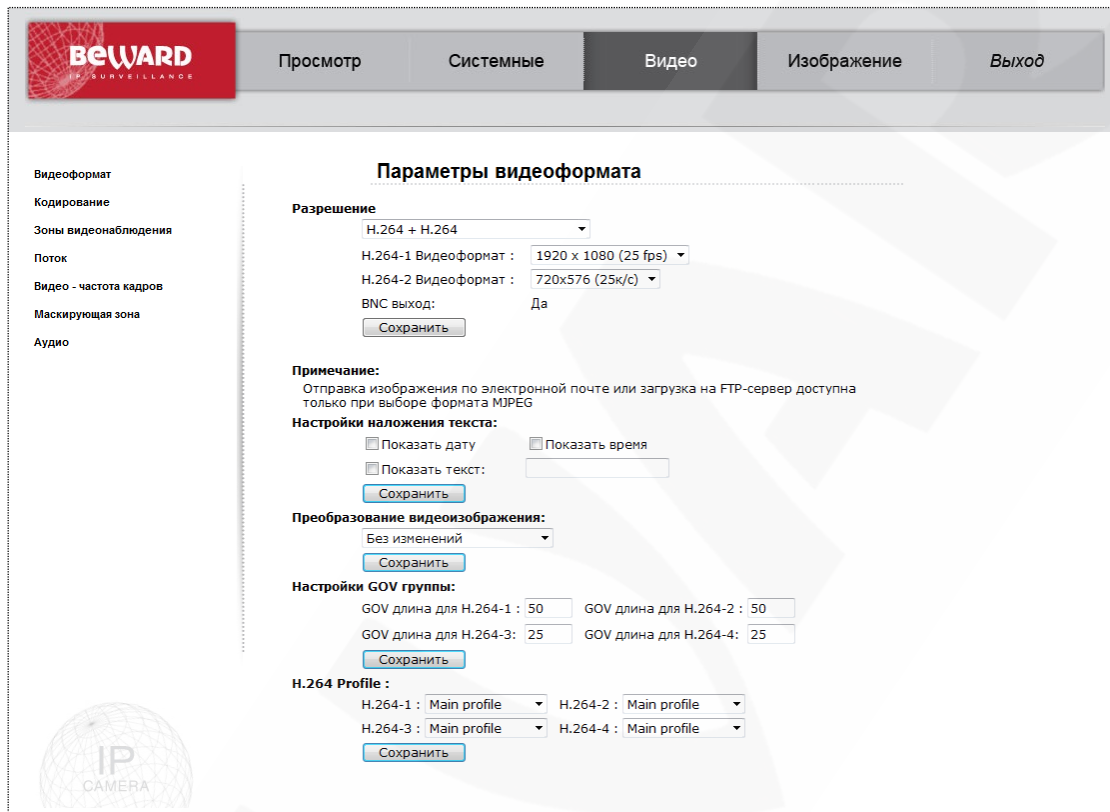 BEWARD
IP SURVEILLANCE
Просмотр Системные Видео Изображение Выход
Видеоформат
Кодирование
Зоны видеонаблюдения
Поток
Видео - частота кадров
Маскирующая зона
Аудио
Параметры видеоформата
Разрешение
H.264 + H.264
H.264-1 Видеоформат : 1920 x 1080 (25 fps)
H.264-2 Видеоформат : 720x576 (25к/с)
BNC выход: Да
Сохранить
Примечание:
Отправка изображения по электронной почте или загрузка на FTP-сервер доступна
только при выборе формата MJPEG
Настройки наложения текста:
Показать дату Показать время
Показать текст:
Сохранить
Преобразование видеоизображения:
Без изменений
Сохранить
Настройки GOV группы:
GOV длина для H.264-1 : 50 GOV длина для H.264-2 : 50
GOV длина для H.264-3: 25 GOV длина для H.264-4: 25
Сохранить
H.264 Profile :
H.264-1 : Main profile H.264-2 : Main profile
H.264-3 : Main profile H.264-4 : Main profile
Сохранить
IP
CAMERA